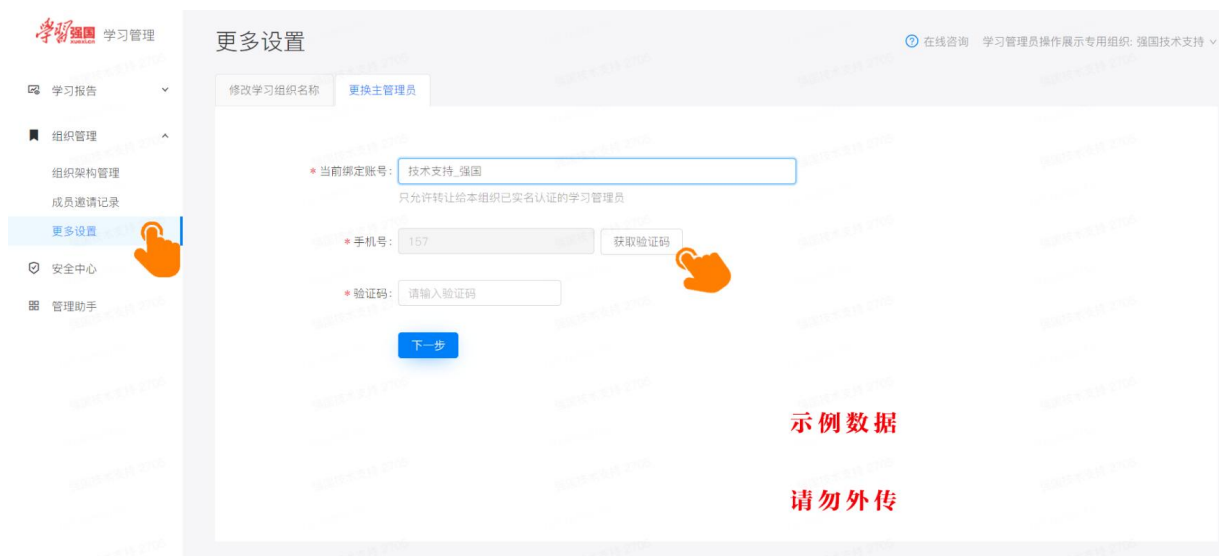 学习强国 学习管理
更多设置
在线咨询 学习管理员操作展示专用组织: 强国技术支持
学习报告
修改学习组织名称 更换主管理员
组织管理
组织架构管理
* 当前绑定账号: 技术支持_强国
只允许转让给本组织已实名认证的学习管理员
成员邀请记录
更多设置
* 手机号: 157 获取验证码
安全中心
* 验证码: 请输入验证码
管理助手
下一步
示例数据
请勿外传